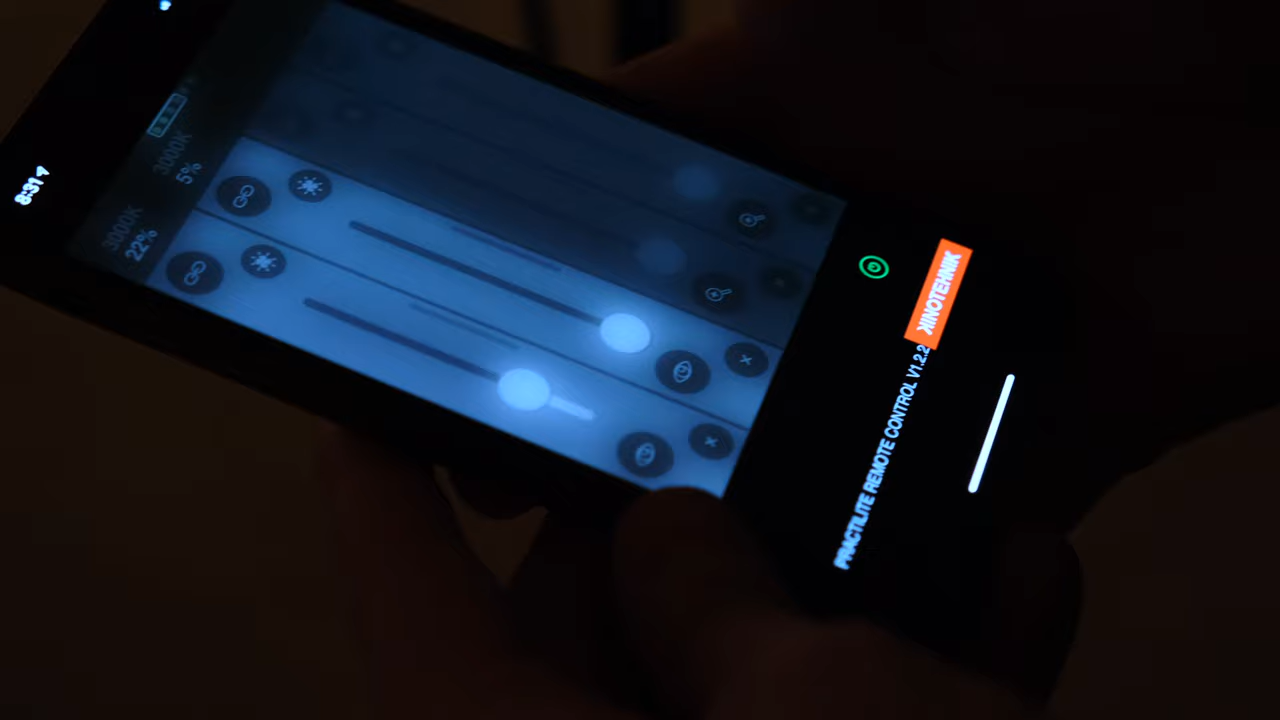 8:31
3000K
5%
3000K
22%
KINOTEHNIK
PRACTILITE REMOTE CONTROL V1.2.2